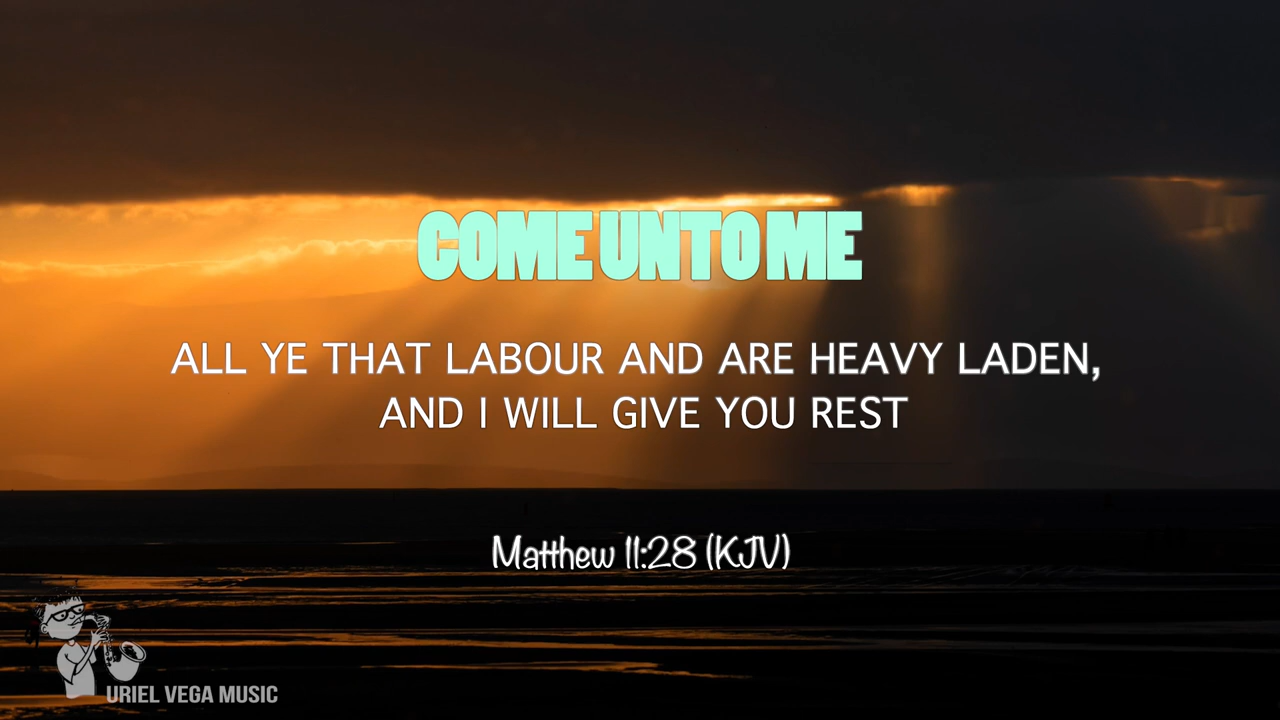 COME UNTO ME
ALL YE THAT LABOUR AND ARE HEAVY LADEN,
AND I WILL GIVE YOU REST
Matthew 11:28 (KJV)
URIEL VEGA MUSIC